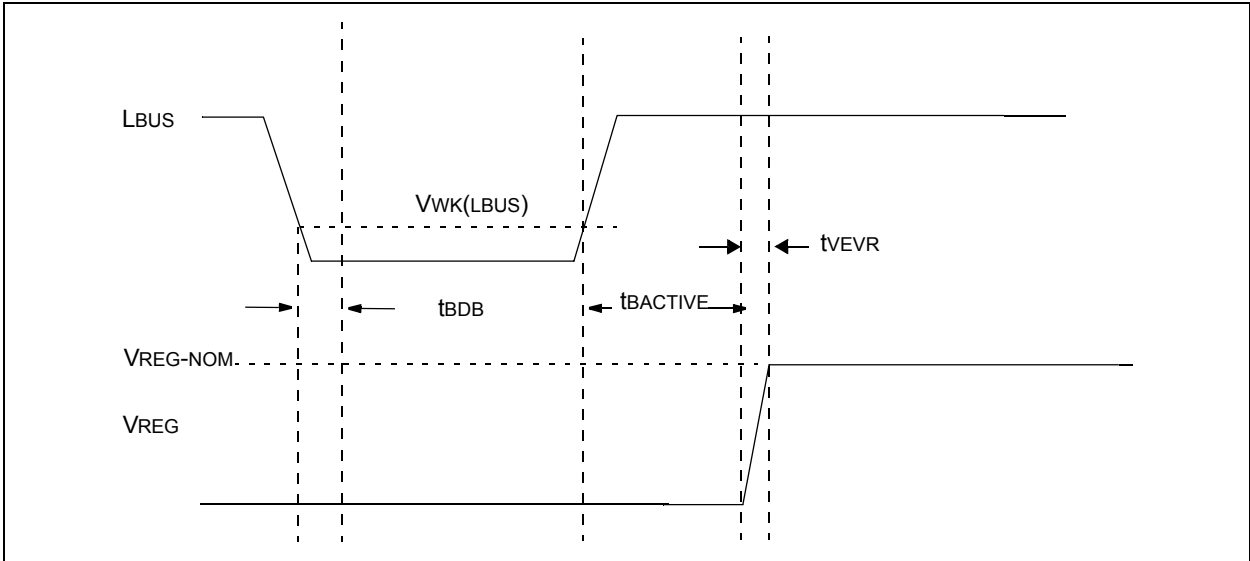 LBUS
VWK(LBUS)
tVEVR
tBDB
tBACTIVE
VREG-NOM
VREG